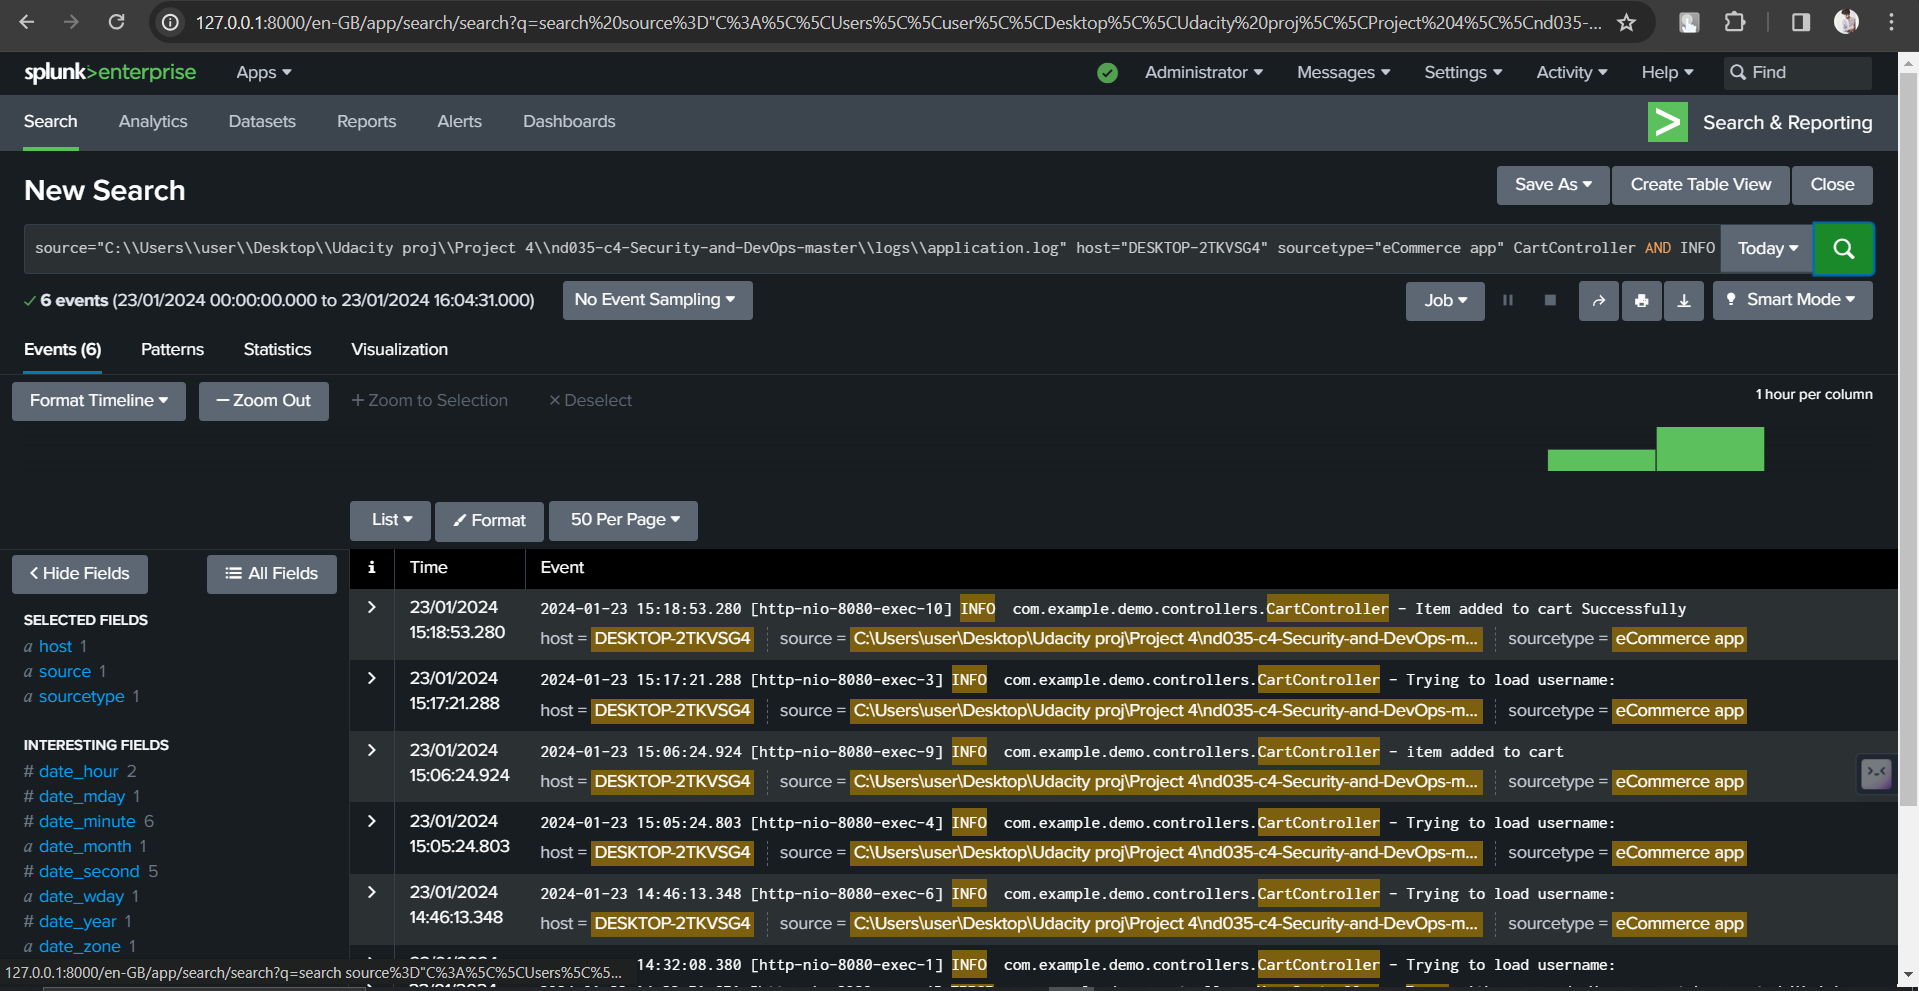 127.0.0.1:8000/en-GB/app/search/search?q=search%20source%3D"C%3A%5C%5CUsers%5C%5Cuser%5C%5CDesktop%5C%5CUdacity%20proj%5C%5CProject%204%5C%5Cnd035-...
splunk>enterprise Apps Administrator Messages Settings Activity Help Find
Search Analytics Datasets Reports Alerts Dashboards > Search & Reporting
New Search Save As Create Table View Close
source="C:\\Users\\user\\Desktop\\Udacity proj\\Project 4\\nd035-c4-Security-and-DevOps-master\\logs\\application.log" host="DESKTOP-2TKVSG4" sourcetype="eCommerce app" CartController AND INFO Today
6 events (23/01/2024 00:00:00.000 to 23/01/2024 16:04:31.000) No Event Sampling Job Smart Mode
Events (6) Patterns Statistics Visualization
Format Timeline — Zoom Out + Zoom to Selection × Deselect 1 hour per column
List Format 50 Per Page
Hide Fields All Fields
i Time Event
SELECTED FIELDS
a host 1
a source 1
a sourcetype 1
INTERESTING FIELDS
# date_hour 2
# date_mday 1
# date_minute 6
a date_month 1
# date_second 5
a date_wday 1
# date_year 1
a date_zone 1
23/01/2024 2024-01-23 15:18:53.280 [http-nio-8080-exec-10] INFO com.example.demo.controllers.CartController - Item added to cart Successfully
15:18:53.280 host = DESKTOP-2TKVSG4 source = C:\Users\user\Desktop\Udacity proj\Project 4\nd035-c4-Security-and-DevOps-m... sourcetype = eCommerce app
23/01/2024 2024-01-23 15:17:21.288 [http-nio-8080-exec-3] INFO com.example.demo.controllers.CartController - Trying to load username:
15:17:21.288 host = DESKTOP-2TKVSG4 source = C:\Users\user\Desktop\Udacity proj\Project 4\nd035-c4-Security-and-DevOps-m... sourcetype = eCommerce app
23/01/2024 2024-01-23 15:06:24.924 [http-nio-8080-exec-9] INFO com.example.demo.controllers.CartController - item added to cart
15:06:24.924 host = DESKTOP-2TKVSG4 source = C:\Users\user\Desktop\Udacity proj\Project 4\nd035-c4-Security-and-DevOps-m... sourcetype = eCommerce app
23/01/2024 2024-01-23 15:05:24.803 [http-nio-8080-exec-4] INFO com.example.demo.controllers.CartController - Trying to load username:
15:05:24.803 host = DESKTOP-2TKVSG4 source = C:\Users\user\Desktop\Udacity proj\Project 4\nd035-c4-Security-and-DevOps-m... sourcetype = eCommerce app
23/01/2024 2024-01-23 14:46:13.348 [http-nio-8080-exec-6] INFO com.example.demo.controllers.CartController - Trying to load username:
14:46:13.348 host = DESKTOP-2TKVSG4 source = C:\Users\user\Desktop\Udacity proj\Project 4\nd035-c4-Security-and-DevOps-m... sourcetype = eCommerce app
14:32:08.380 [http-nio-8080-exec-1] INFO com.example.demo.controllers.CartController - Trying to load username:
127.0.0.1:8000/en-GB/app/search/search?q=search source%3D"C%3A%5C%5CUsers%5C%5...